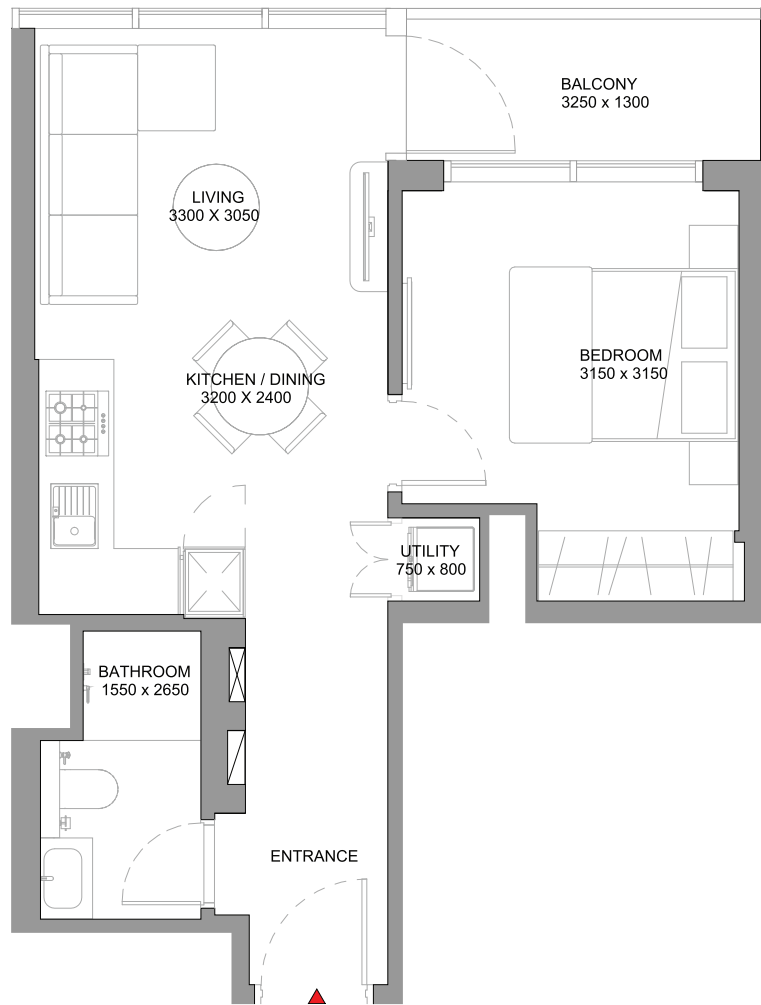 BALCONY
3250 x 1300
LIVING
3300 X 3050
BEDROOM
3150 x 3150
KITCHEN / DINING
3200 X 2400
UTILITY
750 x 800
BATHROOM
1550 x 2650
ENTRANCE